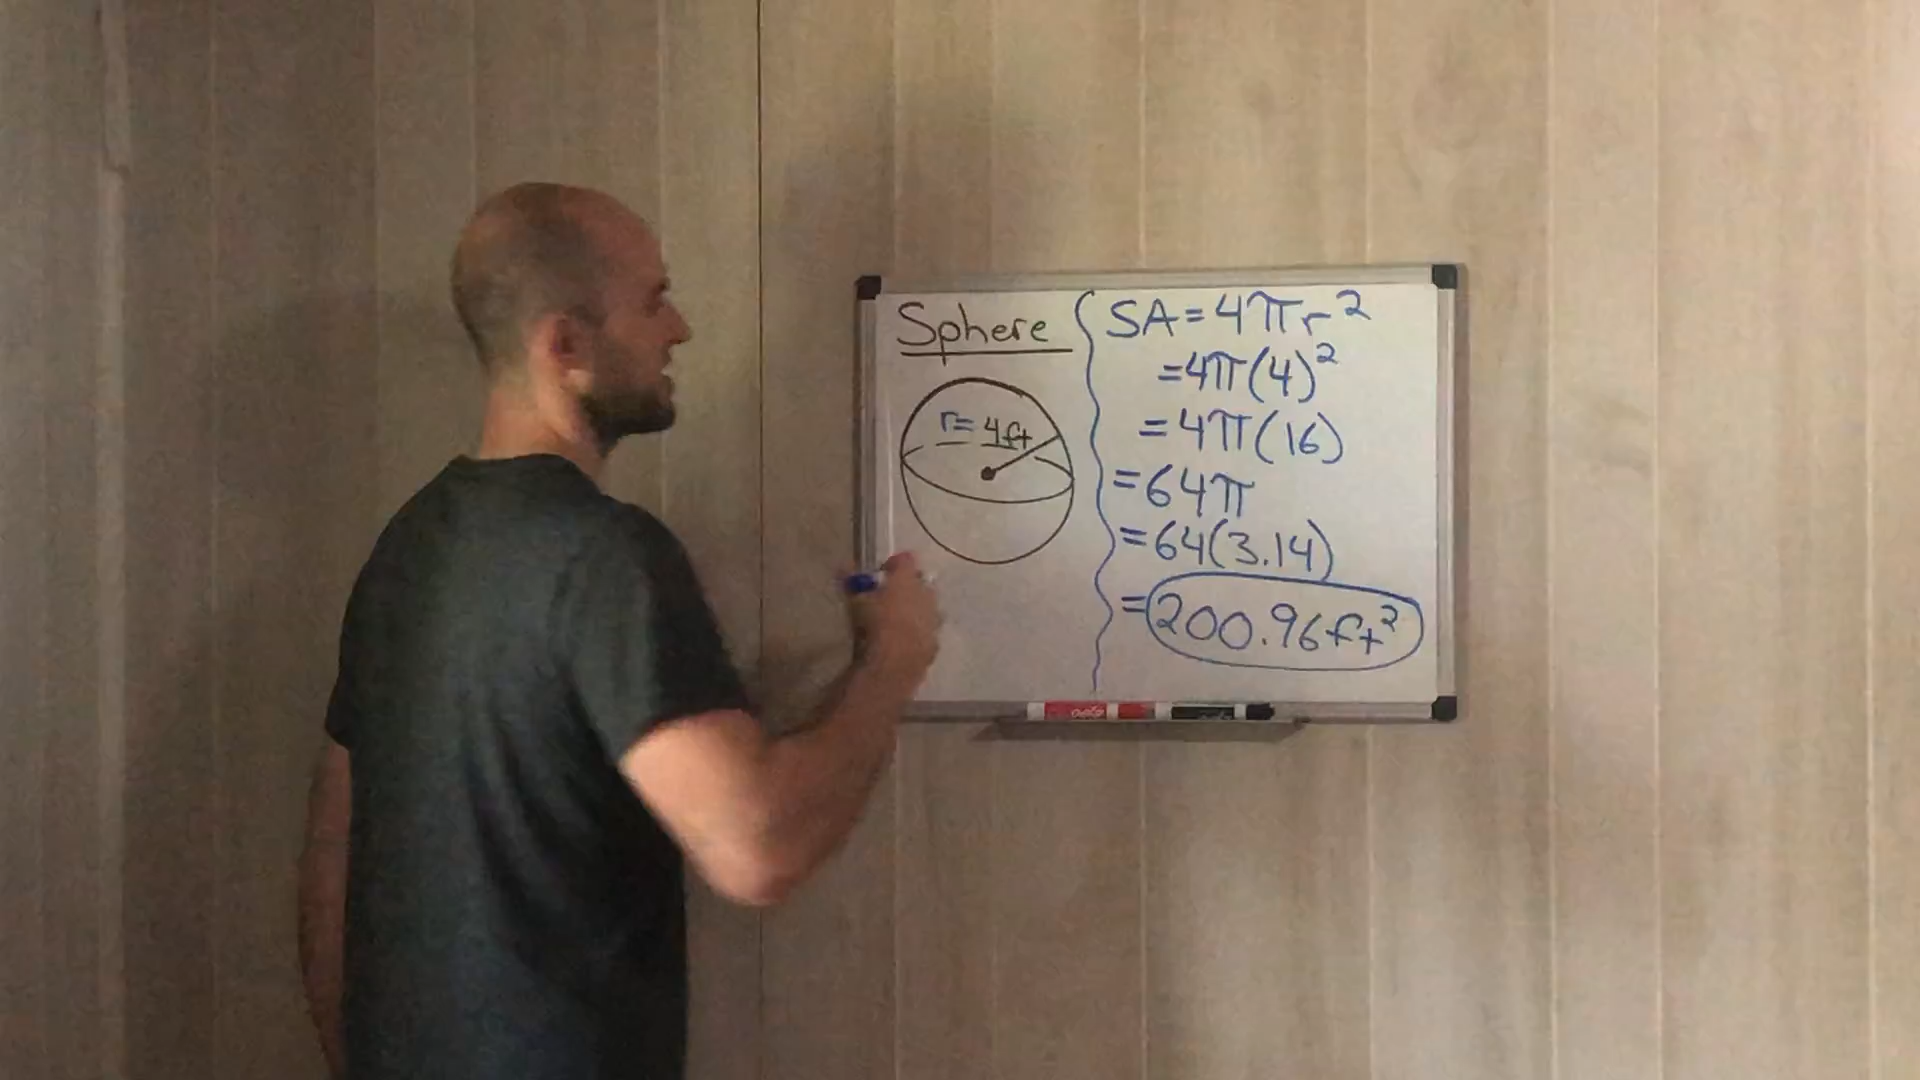 Sphere
r = 4ft
SA = 4πr²
= 4π(4)²
= 4π(16)
= 64π
= 64(3.14)
= 200.96ft²